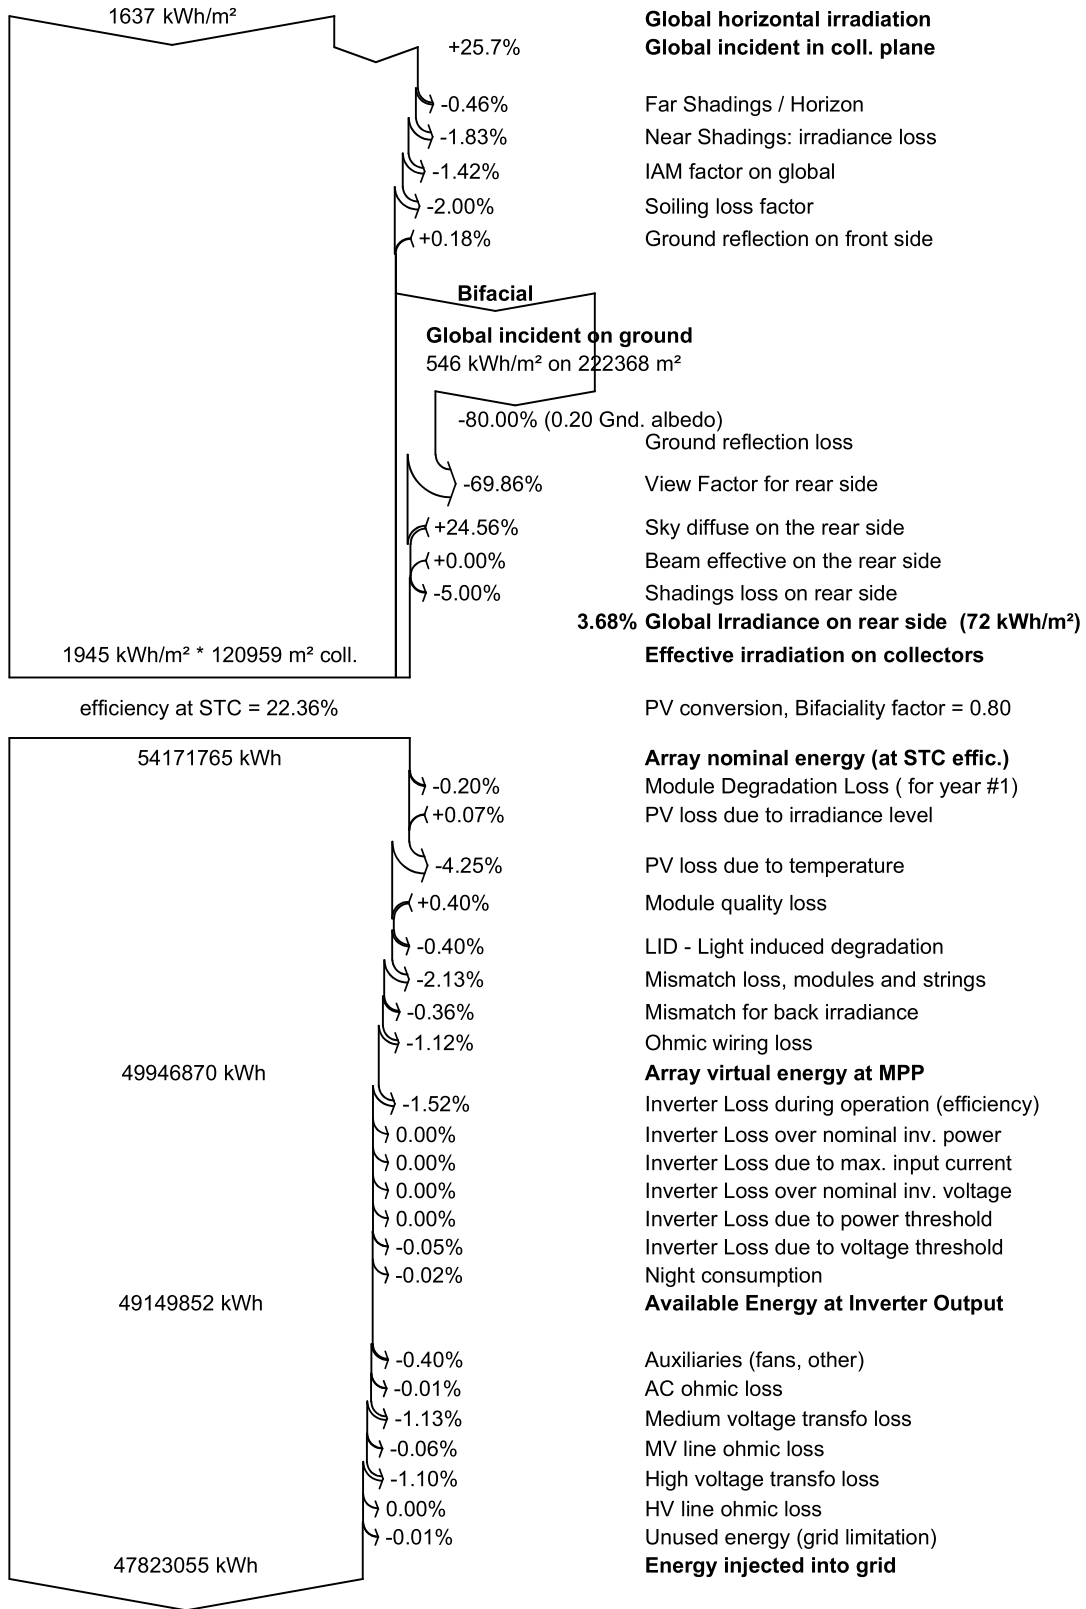 1637 kWh/m² Global horizontal irradiation
+25.7% Global incident in coll. plane
-0.46% Far Shadings / Horizon
-1.83% Near Shadings: irradiance loss
-1.42% IAM factor on global
-2.00% Soiling loss factor
+0.18% Ground reflection on front side
Bifacial
Global incident on ground
546 kWh/m² on 222368 m²
-80.00% (0.20 Gnd. albedo)
Ground reflection loss
-69.86% View Factor for rear side
+24.56% Sky diffuse on the rear side
+0.00% Beam effective on the rear side
-5.00% Shadings loss on rear side
3.68% Global Irradiance on rear side (72 kWh/m²)
1945 kWh/m² * 120959 m² coll. Effective irradiation on collectors
efficiency at STC = 22.36% PV conversion, Bifaciality factor = 0.80
54171765 kWh Array nominal energy (at STC effic.)
-0.20% Module Degradation Loss ( for year #1)
+0.07% PV loss due to irradiance level
-4.25% PV loss due to temperature
+0.40% Module quality loss
-0.40% LID - Light induced degradation
-2.13% Mismatch loss, modules and strings
-0.36% Mismatch for back irradiance
-1.12% Ohmic wiring loss
49946870 kWh Array virtual energy at MPP
-1.52% Inverter Loss during operation (efficiency)
0.00% Inverter Loss over nominal inv. power
0.00% Inverter Loss due to max. input current
0.00% Inverter Loss over nominal inv. voltage
0.00% Inverter Loss due to power threshold
-0.05% Inverter Loss due to voltage threshold
-0.02% Night consumption
49149852 kWh Available Energy at Inverter Output
-0.40% Auxiliaries (fans, other)
-0.01% AC ohmic loss
-1.13% Medium voltage transfo loss
-0.06% MV line ohmic loss
-1.10% High voltage transfo loss
0.00% HV line ohmic loss
-0.01% Unused energy (grid limitation)
47823055 kWh Energy injected into grid